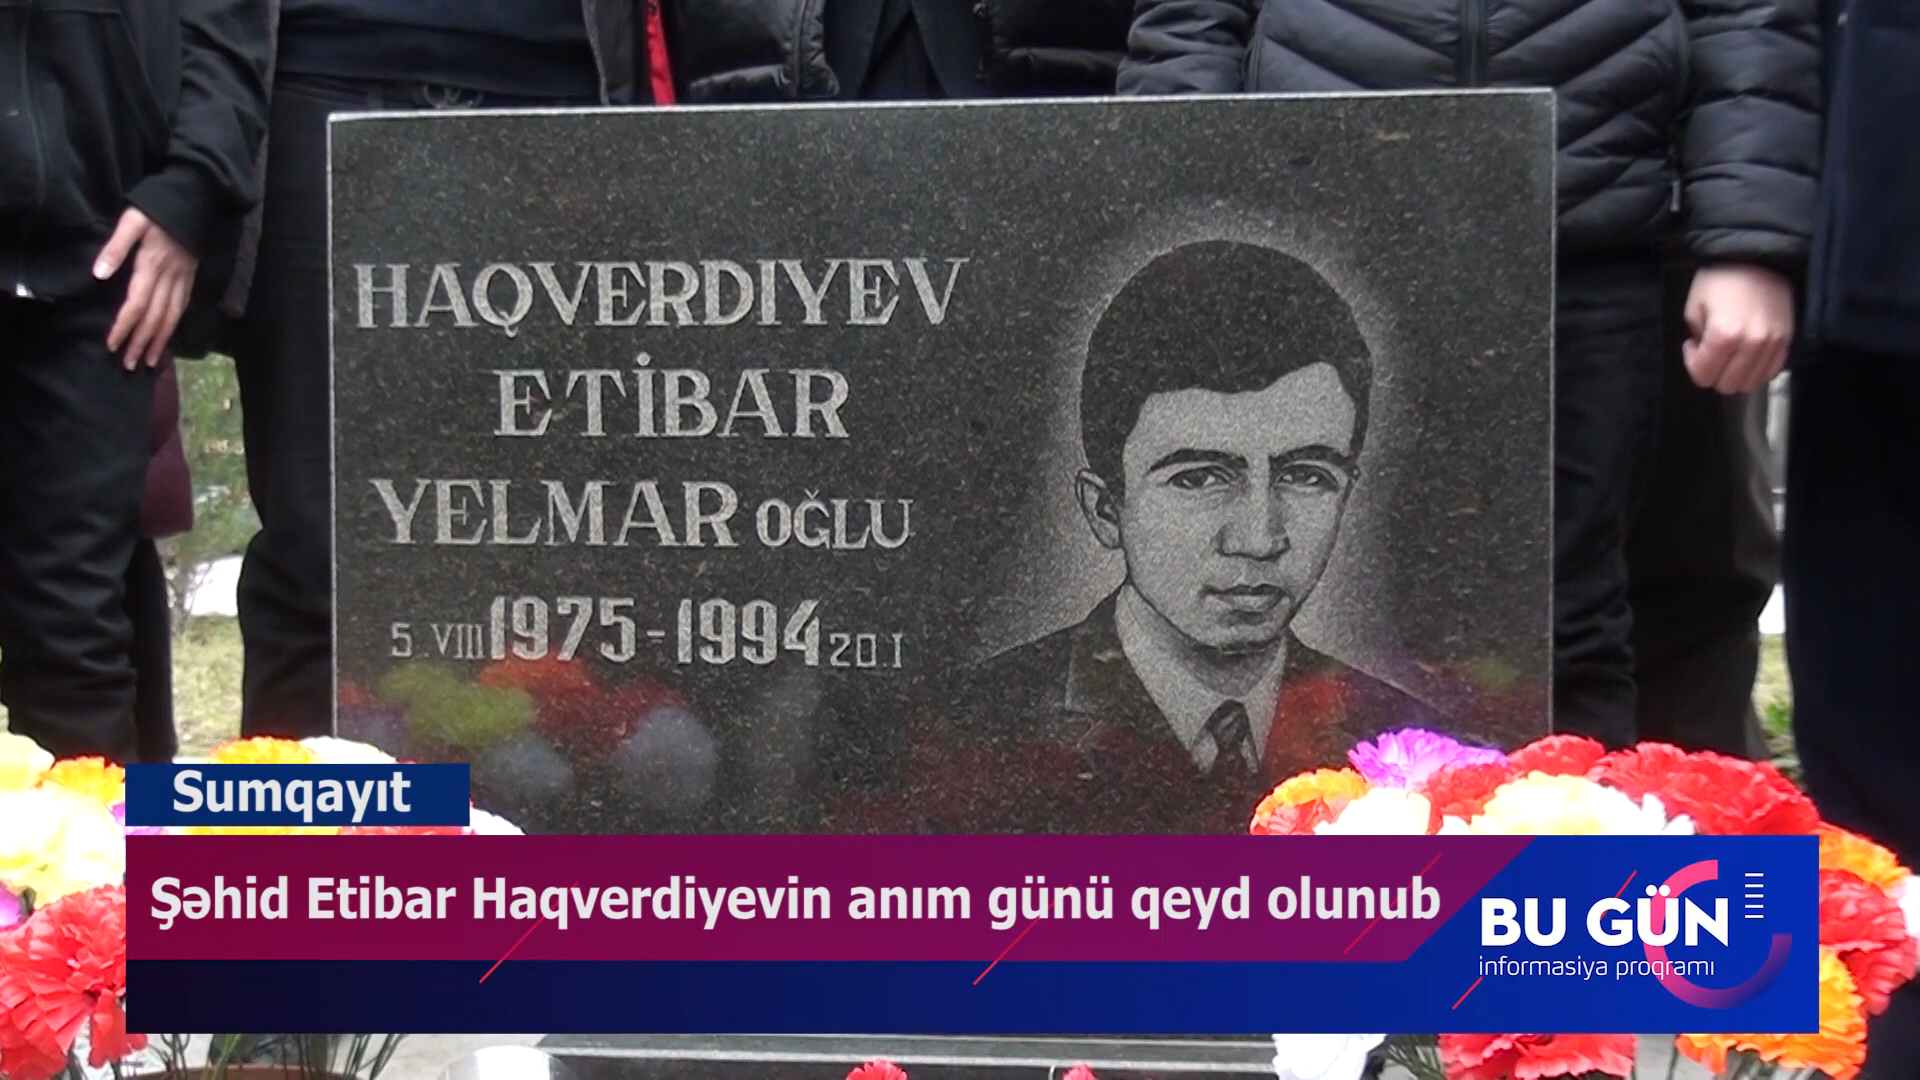 HAQVERDIYEV
ETİBAR
YELMAR OĞLU
5.VIII 1975-1994 20.I
Sumqayıt
Şəhid Etibar Haqverdiyevin anım günü qeyd olunub
BU GÜN
informasiya proqramı